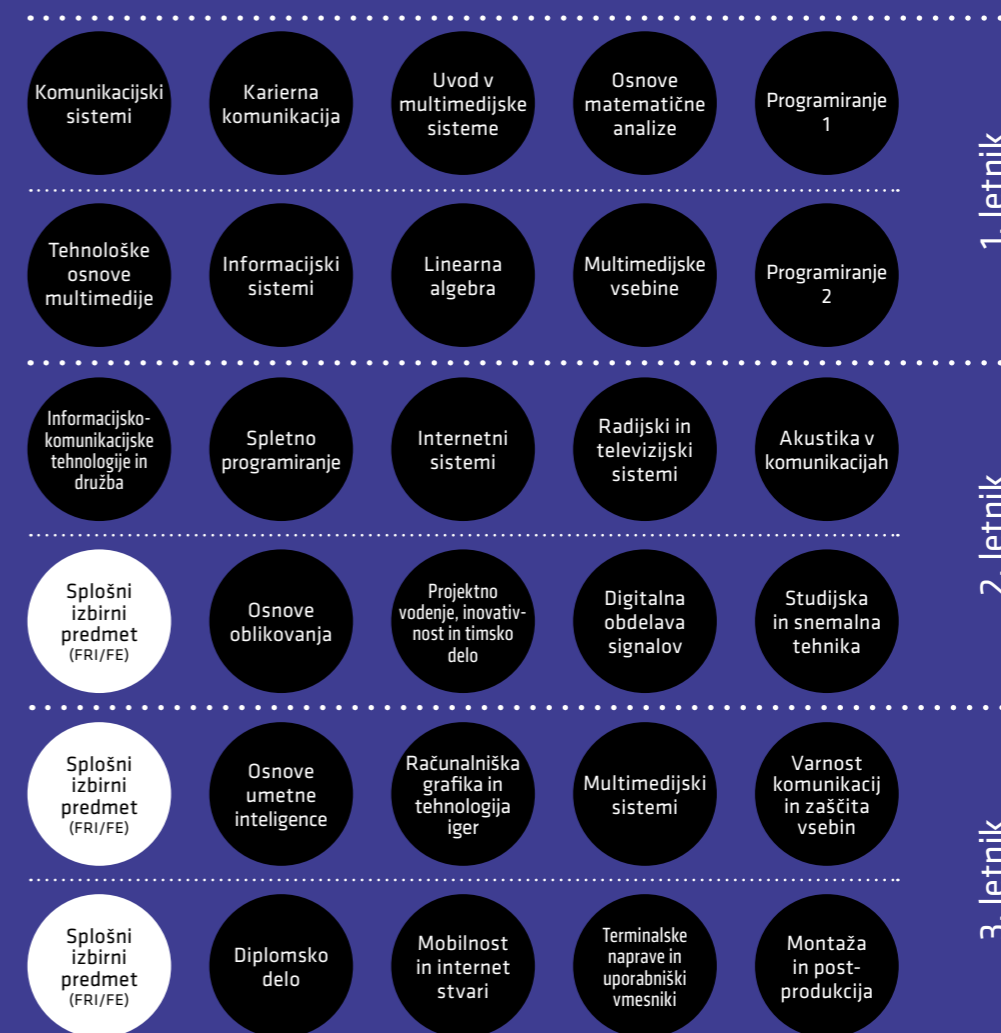 Komunikacijski
sistemi
Karierna
komunikacija
Uvod v
multimedijske
sisteme
Osnove
matematične
analize
Programiranje
1
1. letnik
Tehnološke
osnove
multimedije
Informacijski
sistemi
Linearna
algebra
Multimedijske
vsebine
Programiranje
2
Informacijsko-
komunikacijske
tehnologije in
družba
Spletno
programiranje
Internetni
sistemi
Radijski in
televizijski
sistemi
Akustika v
komunikacijah
2. letnik
Splošni
izbirni
predmet
(FRI/FE)
Osnove
oblikovanja
Projektno
vodenje, inovativ-
nost in timsko
delo
Digitalna
obdelava
signalov
Studijska
in snemalna
tehnika
Splošni
izbirni
predmet
(FRI/FE)
Osnove
umetne
inteligence
Računalniška
grafika in
tehnologija
iger
Multimedijski
sistemi
Varnost
komunikacij
in zaščita
vsebin
3. letnik
Splošni
izbirni
predmet
(FRI/FE)
Diplomsko
delo
Mobilnost
in internet
stvari
Terminalske
naprave in
uporabniški
vmesniki
Montaža
in post-
produkcija